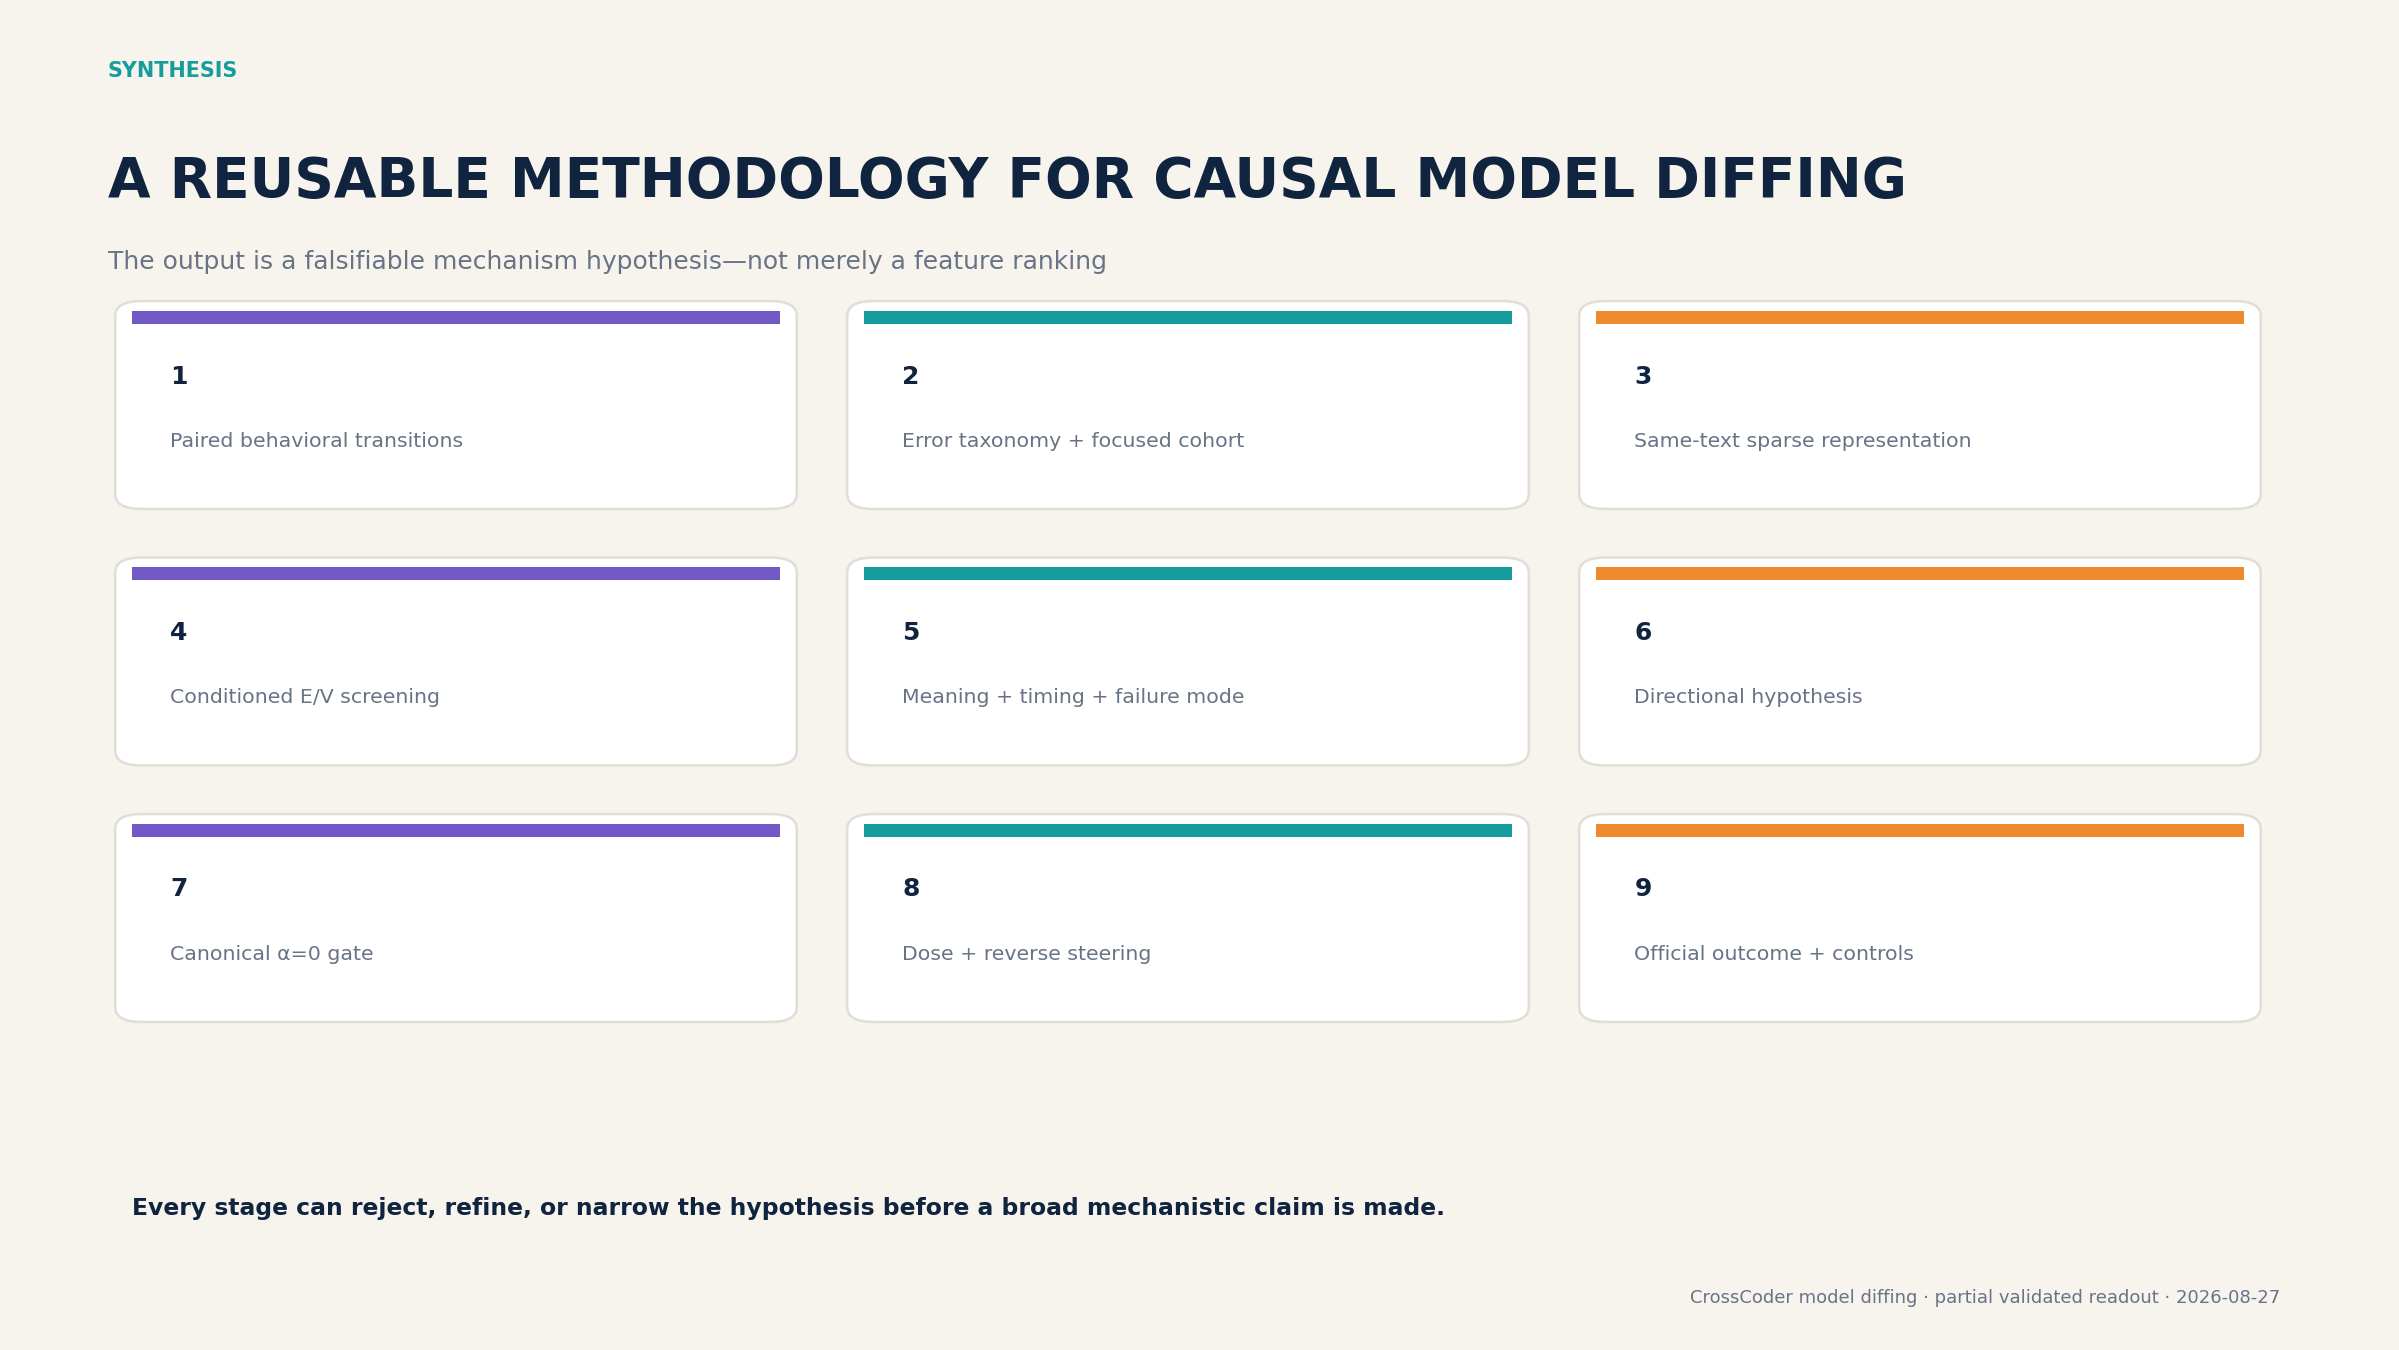 SYNTHESIS
A REUSABLE METHODOLOGY FOR CAUSAL MODEL DIFFING
The output is a falsifiable mechanism hypothesis—not merely a feature ranking
1
Paired behavioral transitions
2
Error taxonomy + focused cohort
3
Same-text sparse representation
4
Conditioned E/V screening
5
Meaning + timing + failure mode
6
Directional hypothesis
7
Canonical α=0 gate
8
Dose + reverse steering
9
Official outcome + controls
Every stage can reject, refine, or narrow the hypothesis before a broad mechanistic claim is made.
CrossCoder model diffing · partial validated readout · 2026-08-27